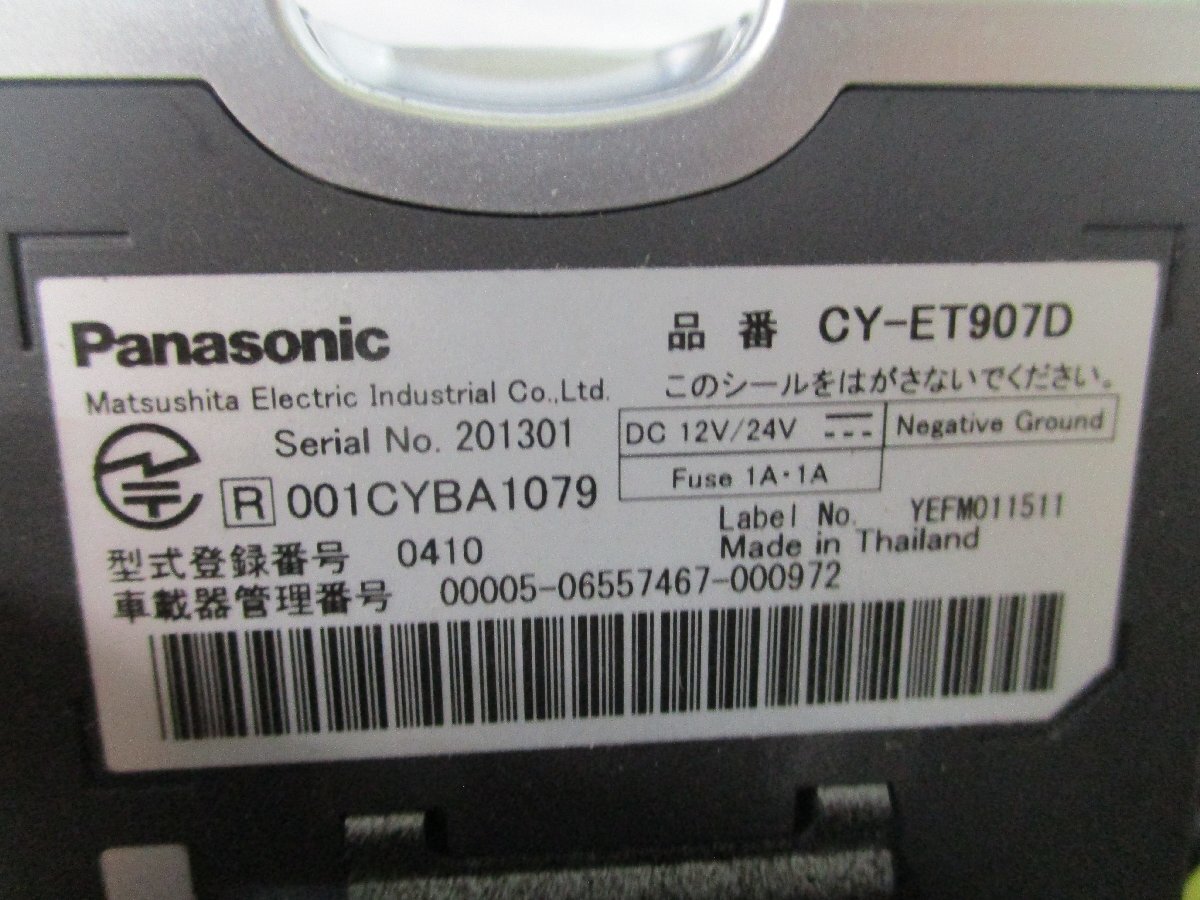 Panasonic
Matsushita Electric Industrial Co.,Ltd.
品番 CY-ET907D
このシールをはがさないでください。
Serial No. 201301
DC 12V/24V
Negative Ground
Fuse 1A・1A
R 001CYBA1079
Label No. YEFM011511
Made in Thailand
型式登録番号 0410
車載器管理番号 00005-06557467-000972